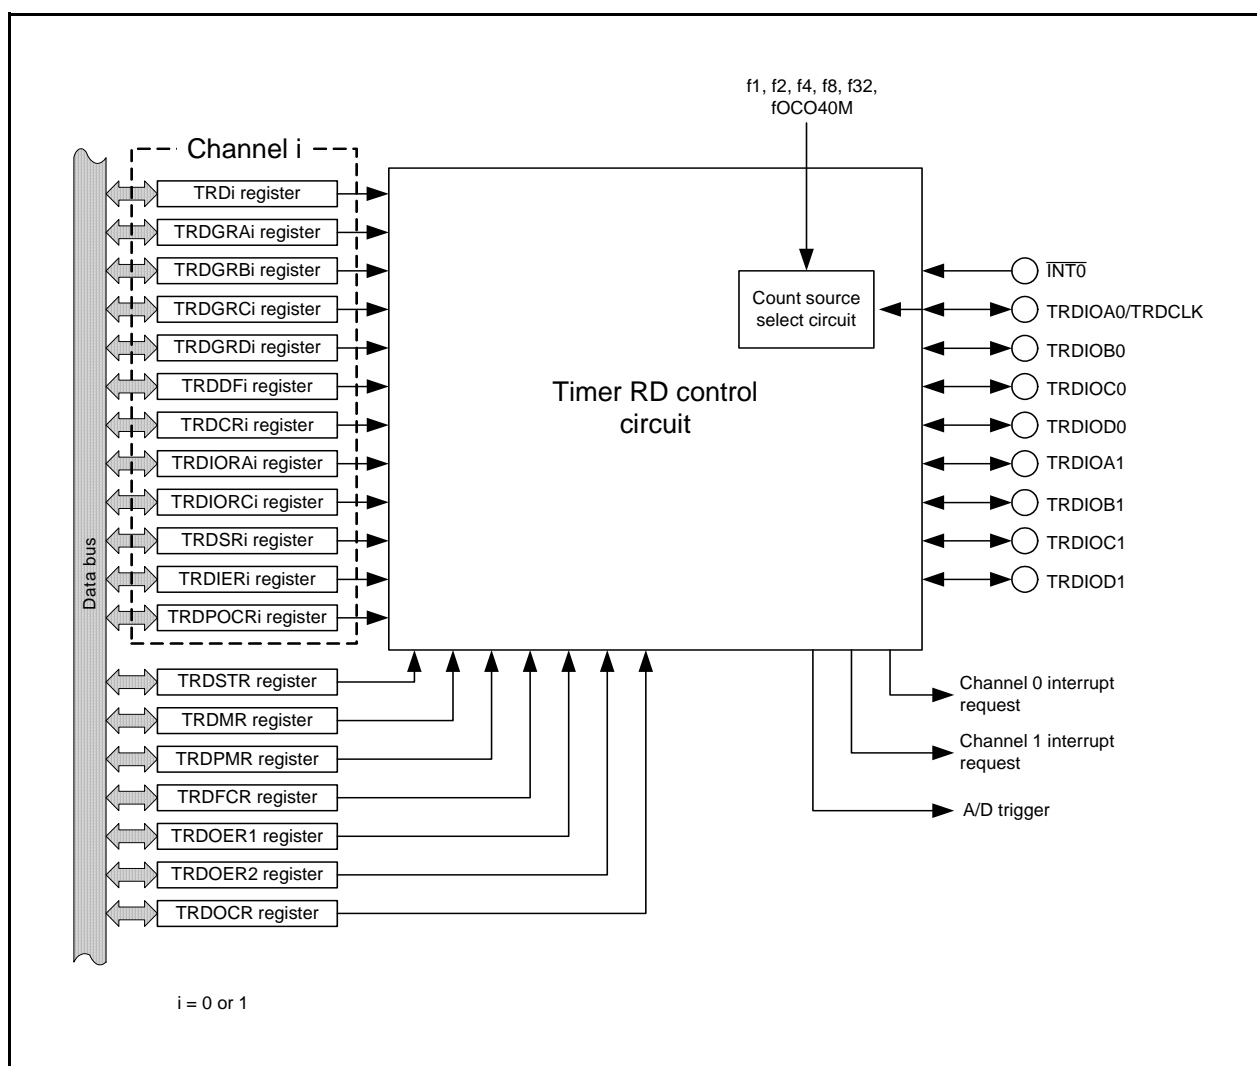 f1, f2, f4, f8, f32,
fOCO40M
Channel i
TRDi register
TRDGRAi register
TRDGRBi register
TRDGRCi register
TRDGRDi register
TRDDFi register
TRDCRi register
TRDIORAi register
TRDIORCi register
TRDSRi register
TRDIERi register
TRDPOCRi register
TRDSTR register
TRDMR register
TRDPMR register
TRDFCR register
TRDOER1 register
TRDOER2 register
TRDOCR register
Data bus
Timer RD control
circuit
Count source
select circuit
INT0
TRDIOA0/TRDCLK
TRDIOB0
TRDIOC0
TRDIOD0
TRDIOA1
TRDIOB1
TRDIOC1
TRDIOD1
Channel 0 interrupt
request
Channel 1 interrupt
request
A/D trigger
i = 0 or 1